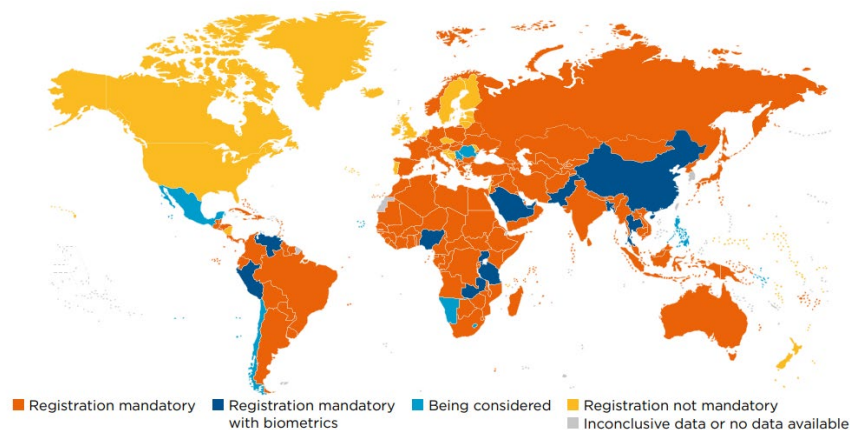 Registration mandatory
Registration mandatory
with biometrics
Being considered
Registration not mandatory
Inconclusive data or no data available